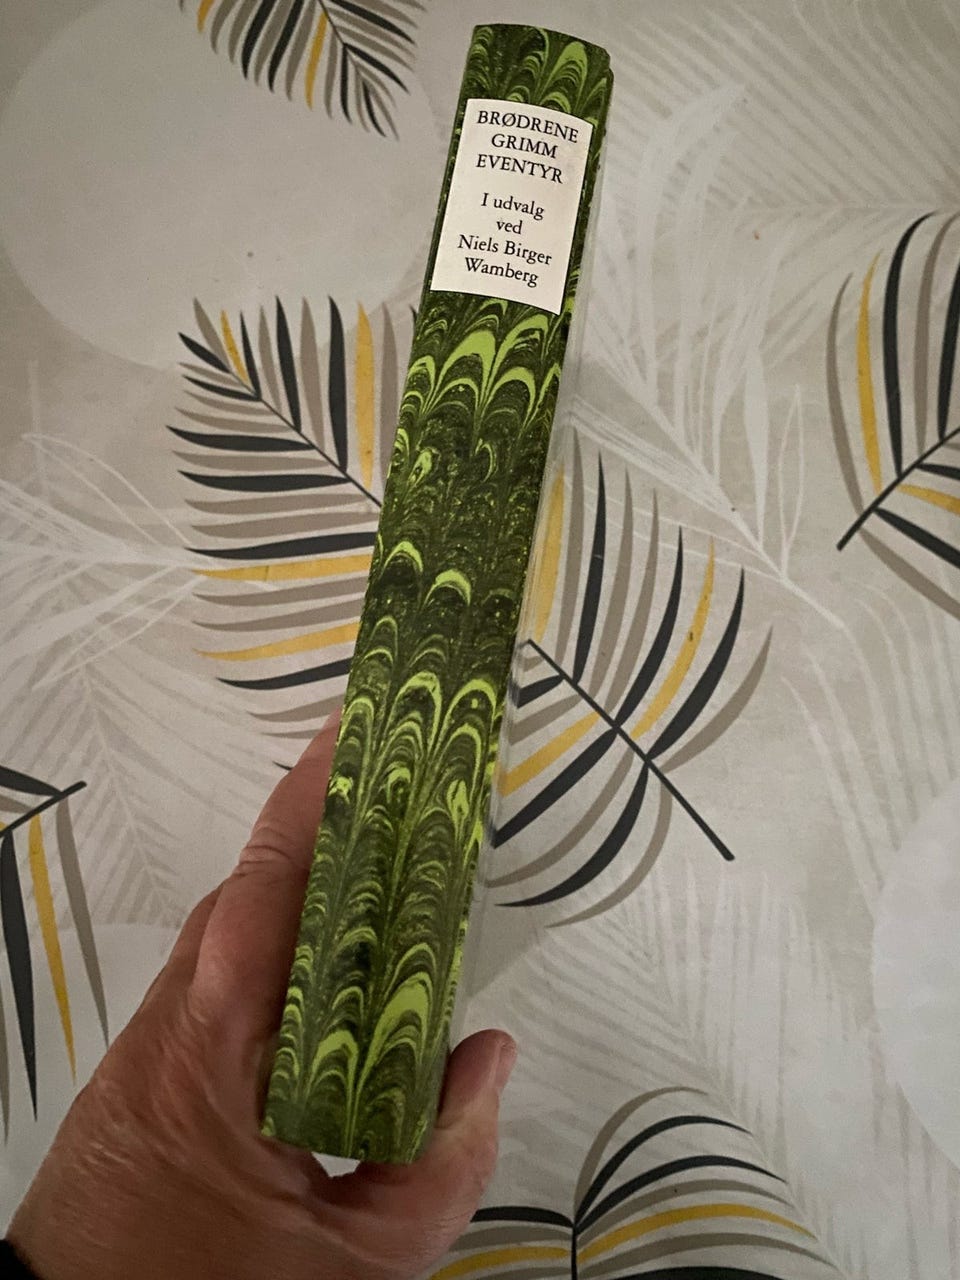 BRØDRENE
GRIMM
EVENTYR
I udvalg
ved
Niels Birger
Wamberg